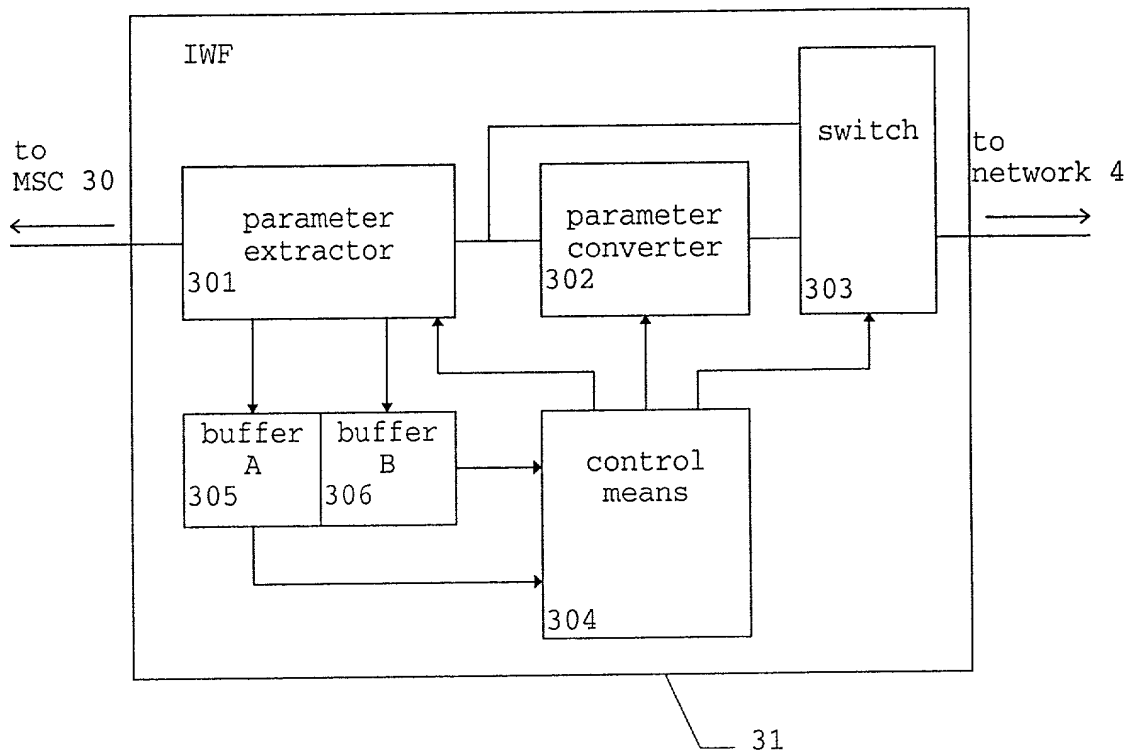 IWF
to
MSC 30
parameter
extractor
301
parameter
converter
302
switch
303
to
network 4
buffer
A
305
buffer
B
306
control
means
304
31